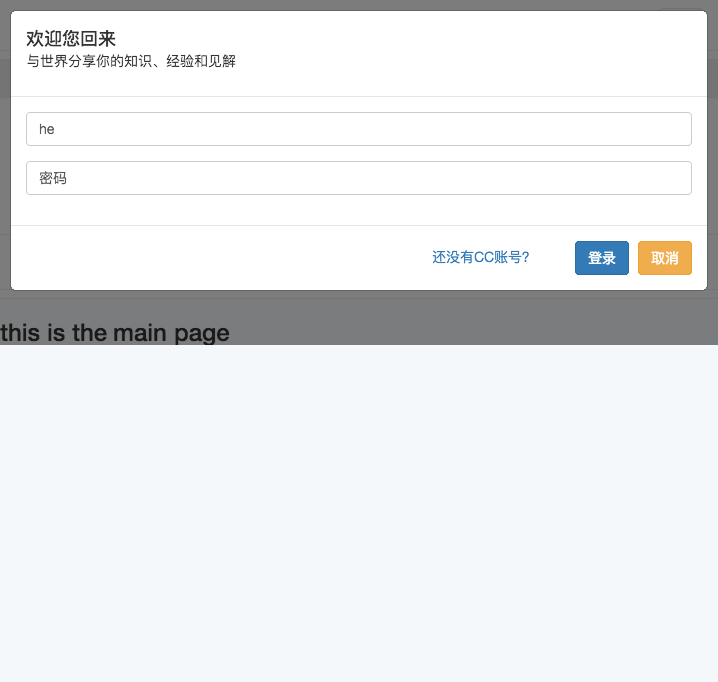 欢迎您回来
与世界分享你的知识、经验和见解
he
密码
还没有CC账号? 登录 取消
this is the main page